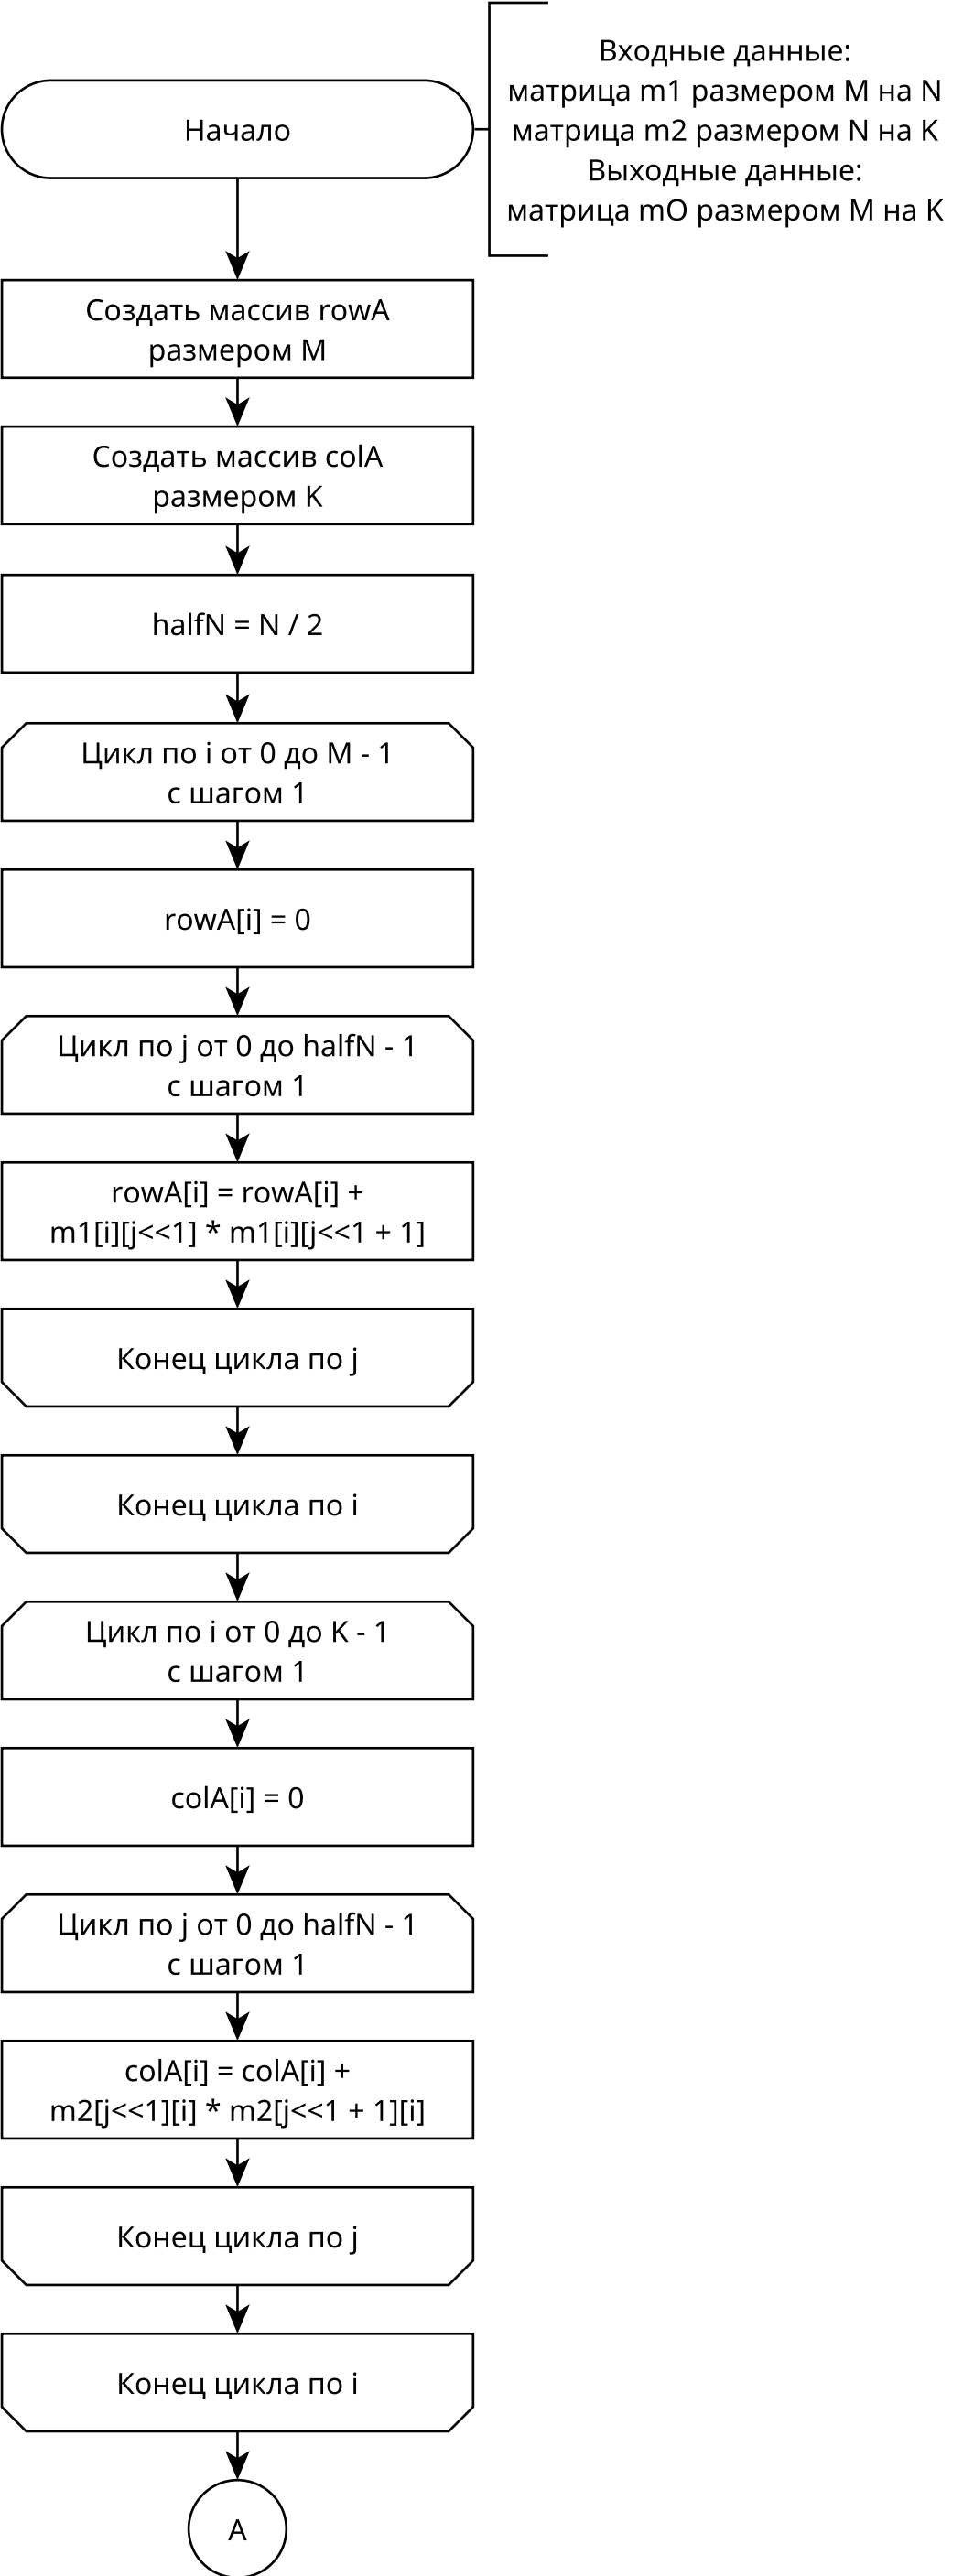 Входные данные:
матрица m1 размером M на N
матрица m2 размером N на K
Выходные данные:
матрица mO размером M на K
Начало
Создать массив rowA
размером M
Создать массив colA
размером K
halfN = N / 2
Цикл по i от 0 до M - 1
с шагом 1
rowA[i] = 0
Цикл по j от 0 до halfN - 1
с шагом 1
rowA[i] = rowA[i] +
m1[i][j<<1] * m1[i][j<<1 + 1]
Конец цикла по j
Конец цикла по i
Цикл по i от 0 до K - 1
с шагом 1
colA[i] = 0
Цикл по j от 0 до halfN - 1
с шагом 1
colA[i] = colA[i] +
m2[j<<1][i] * m2[j<<1 + 1][i]
Конец цикла по j
Конец цикла по i
A